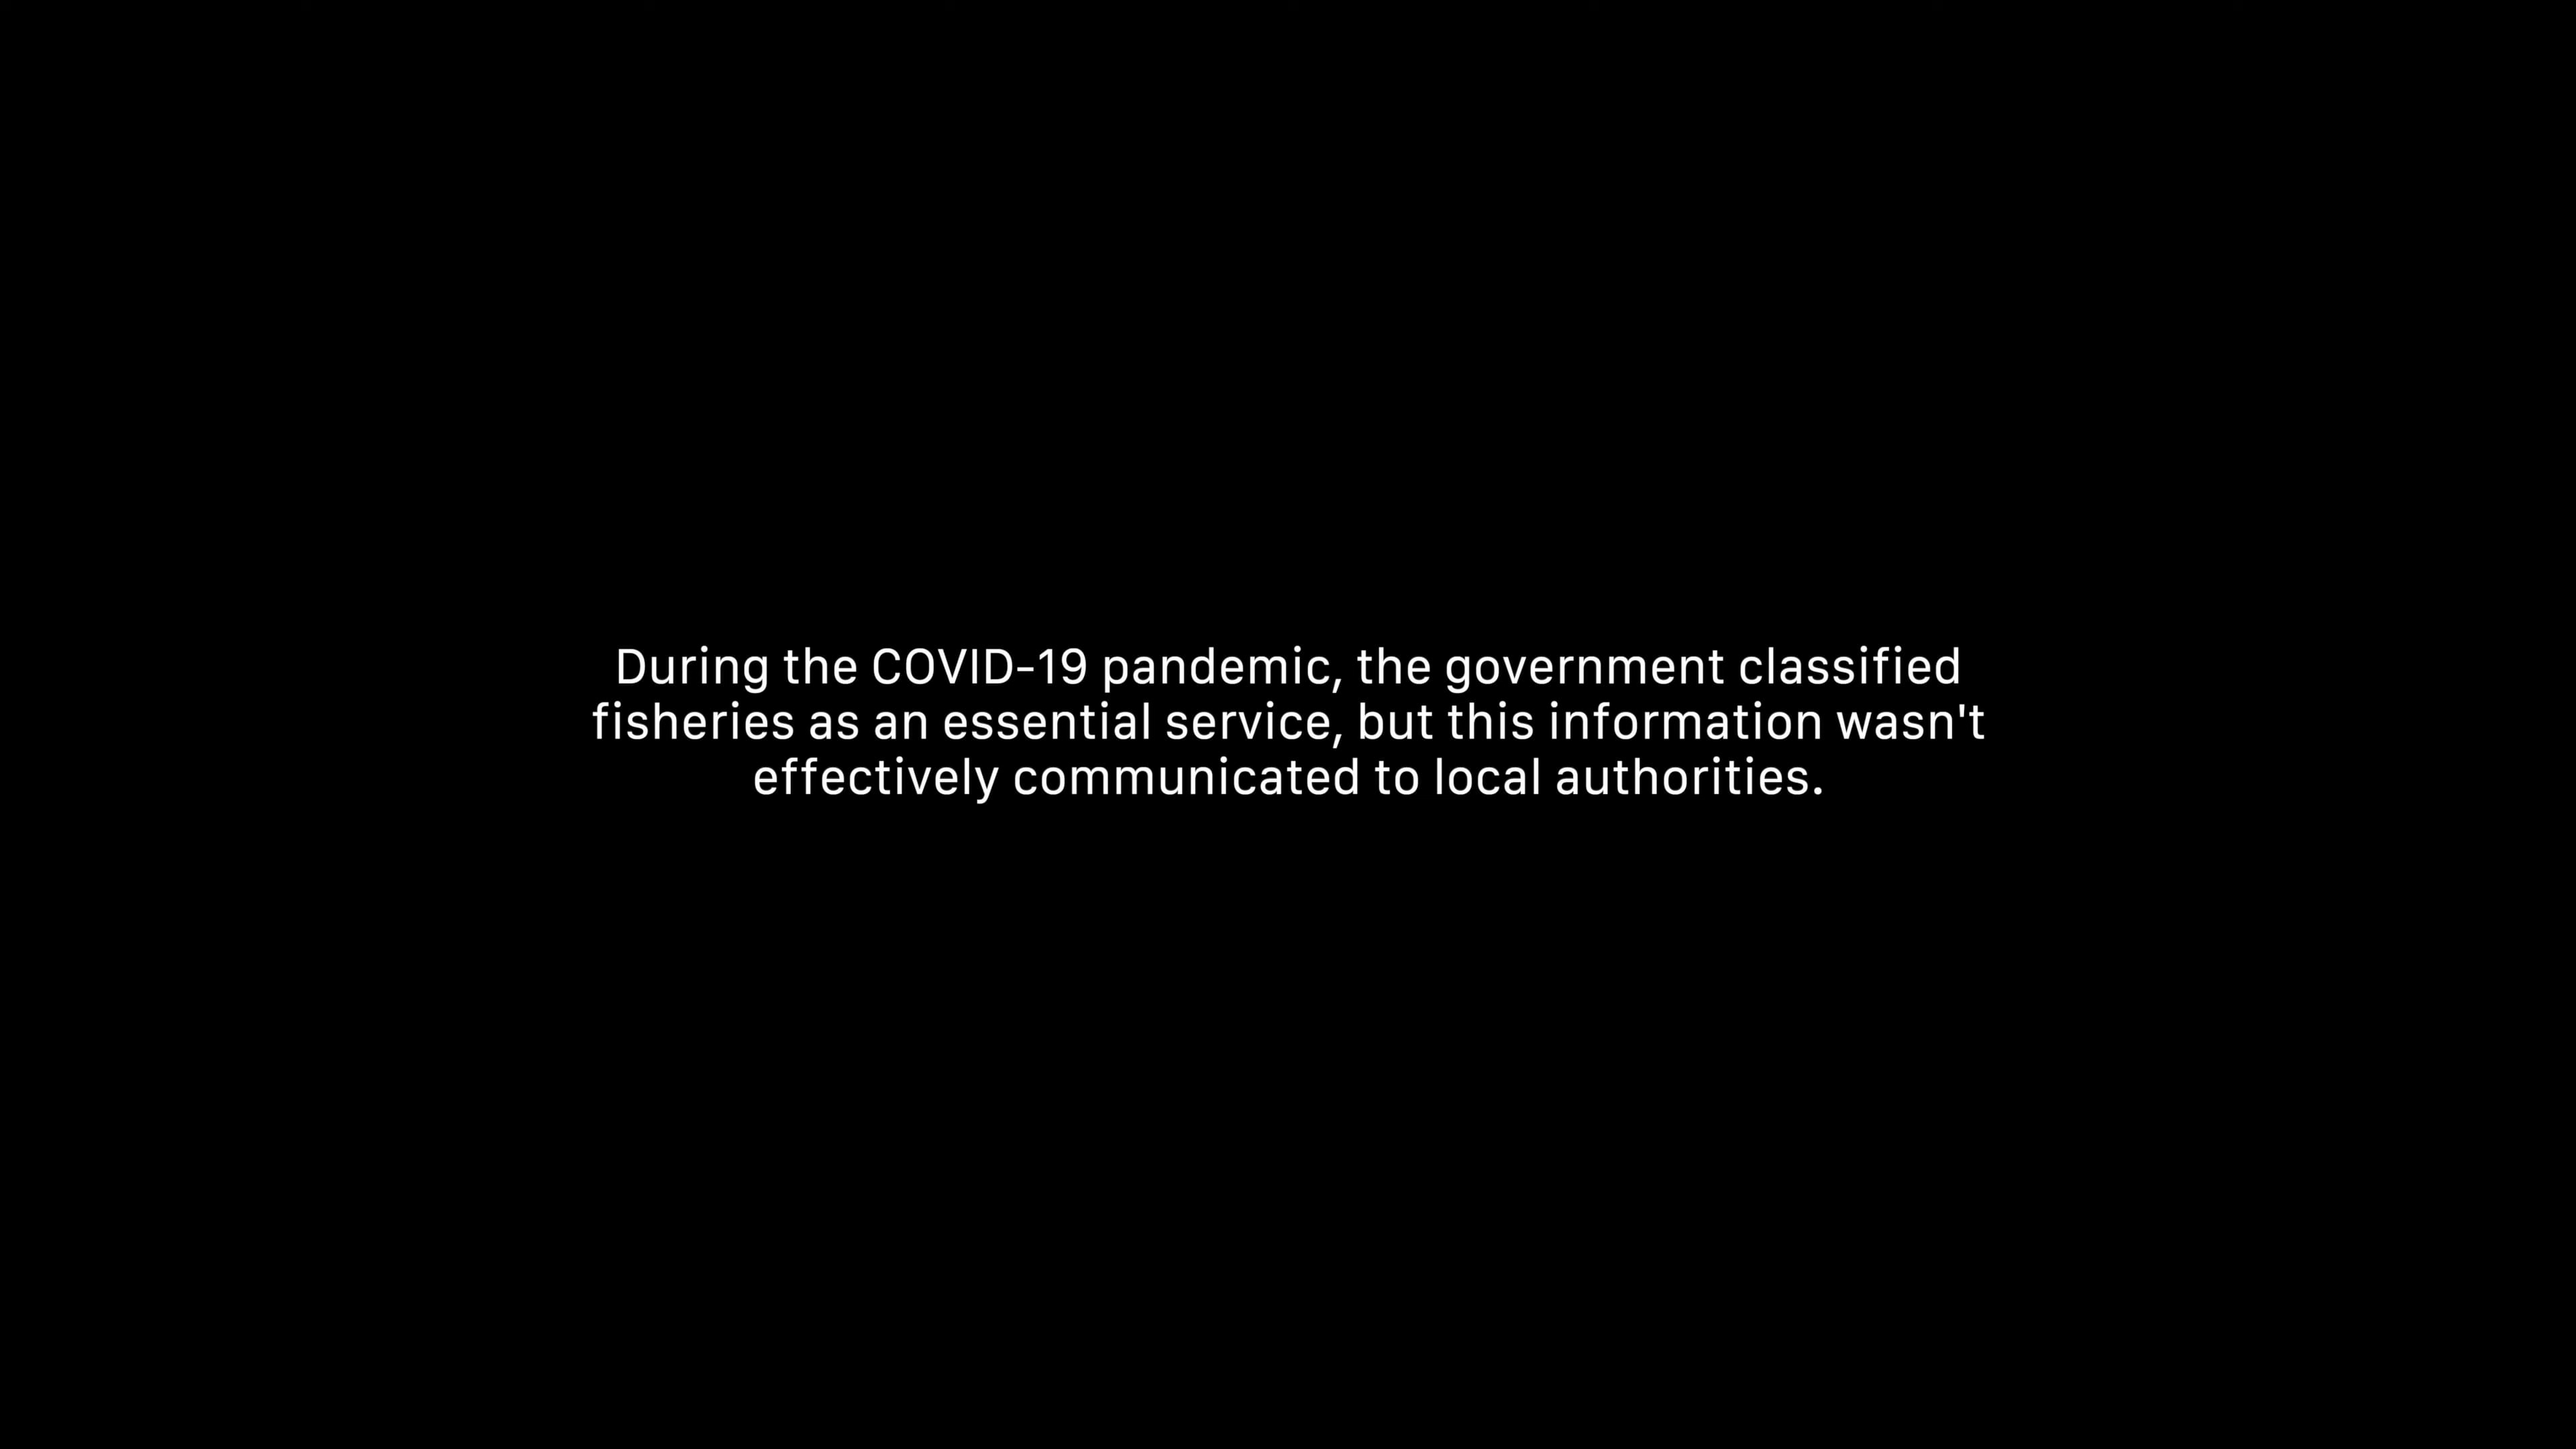 During the COVID-19 pandemic, the government classified
fisheries as an essential service, but this information wasn't
effectively communicated to local authorities.